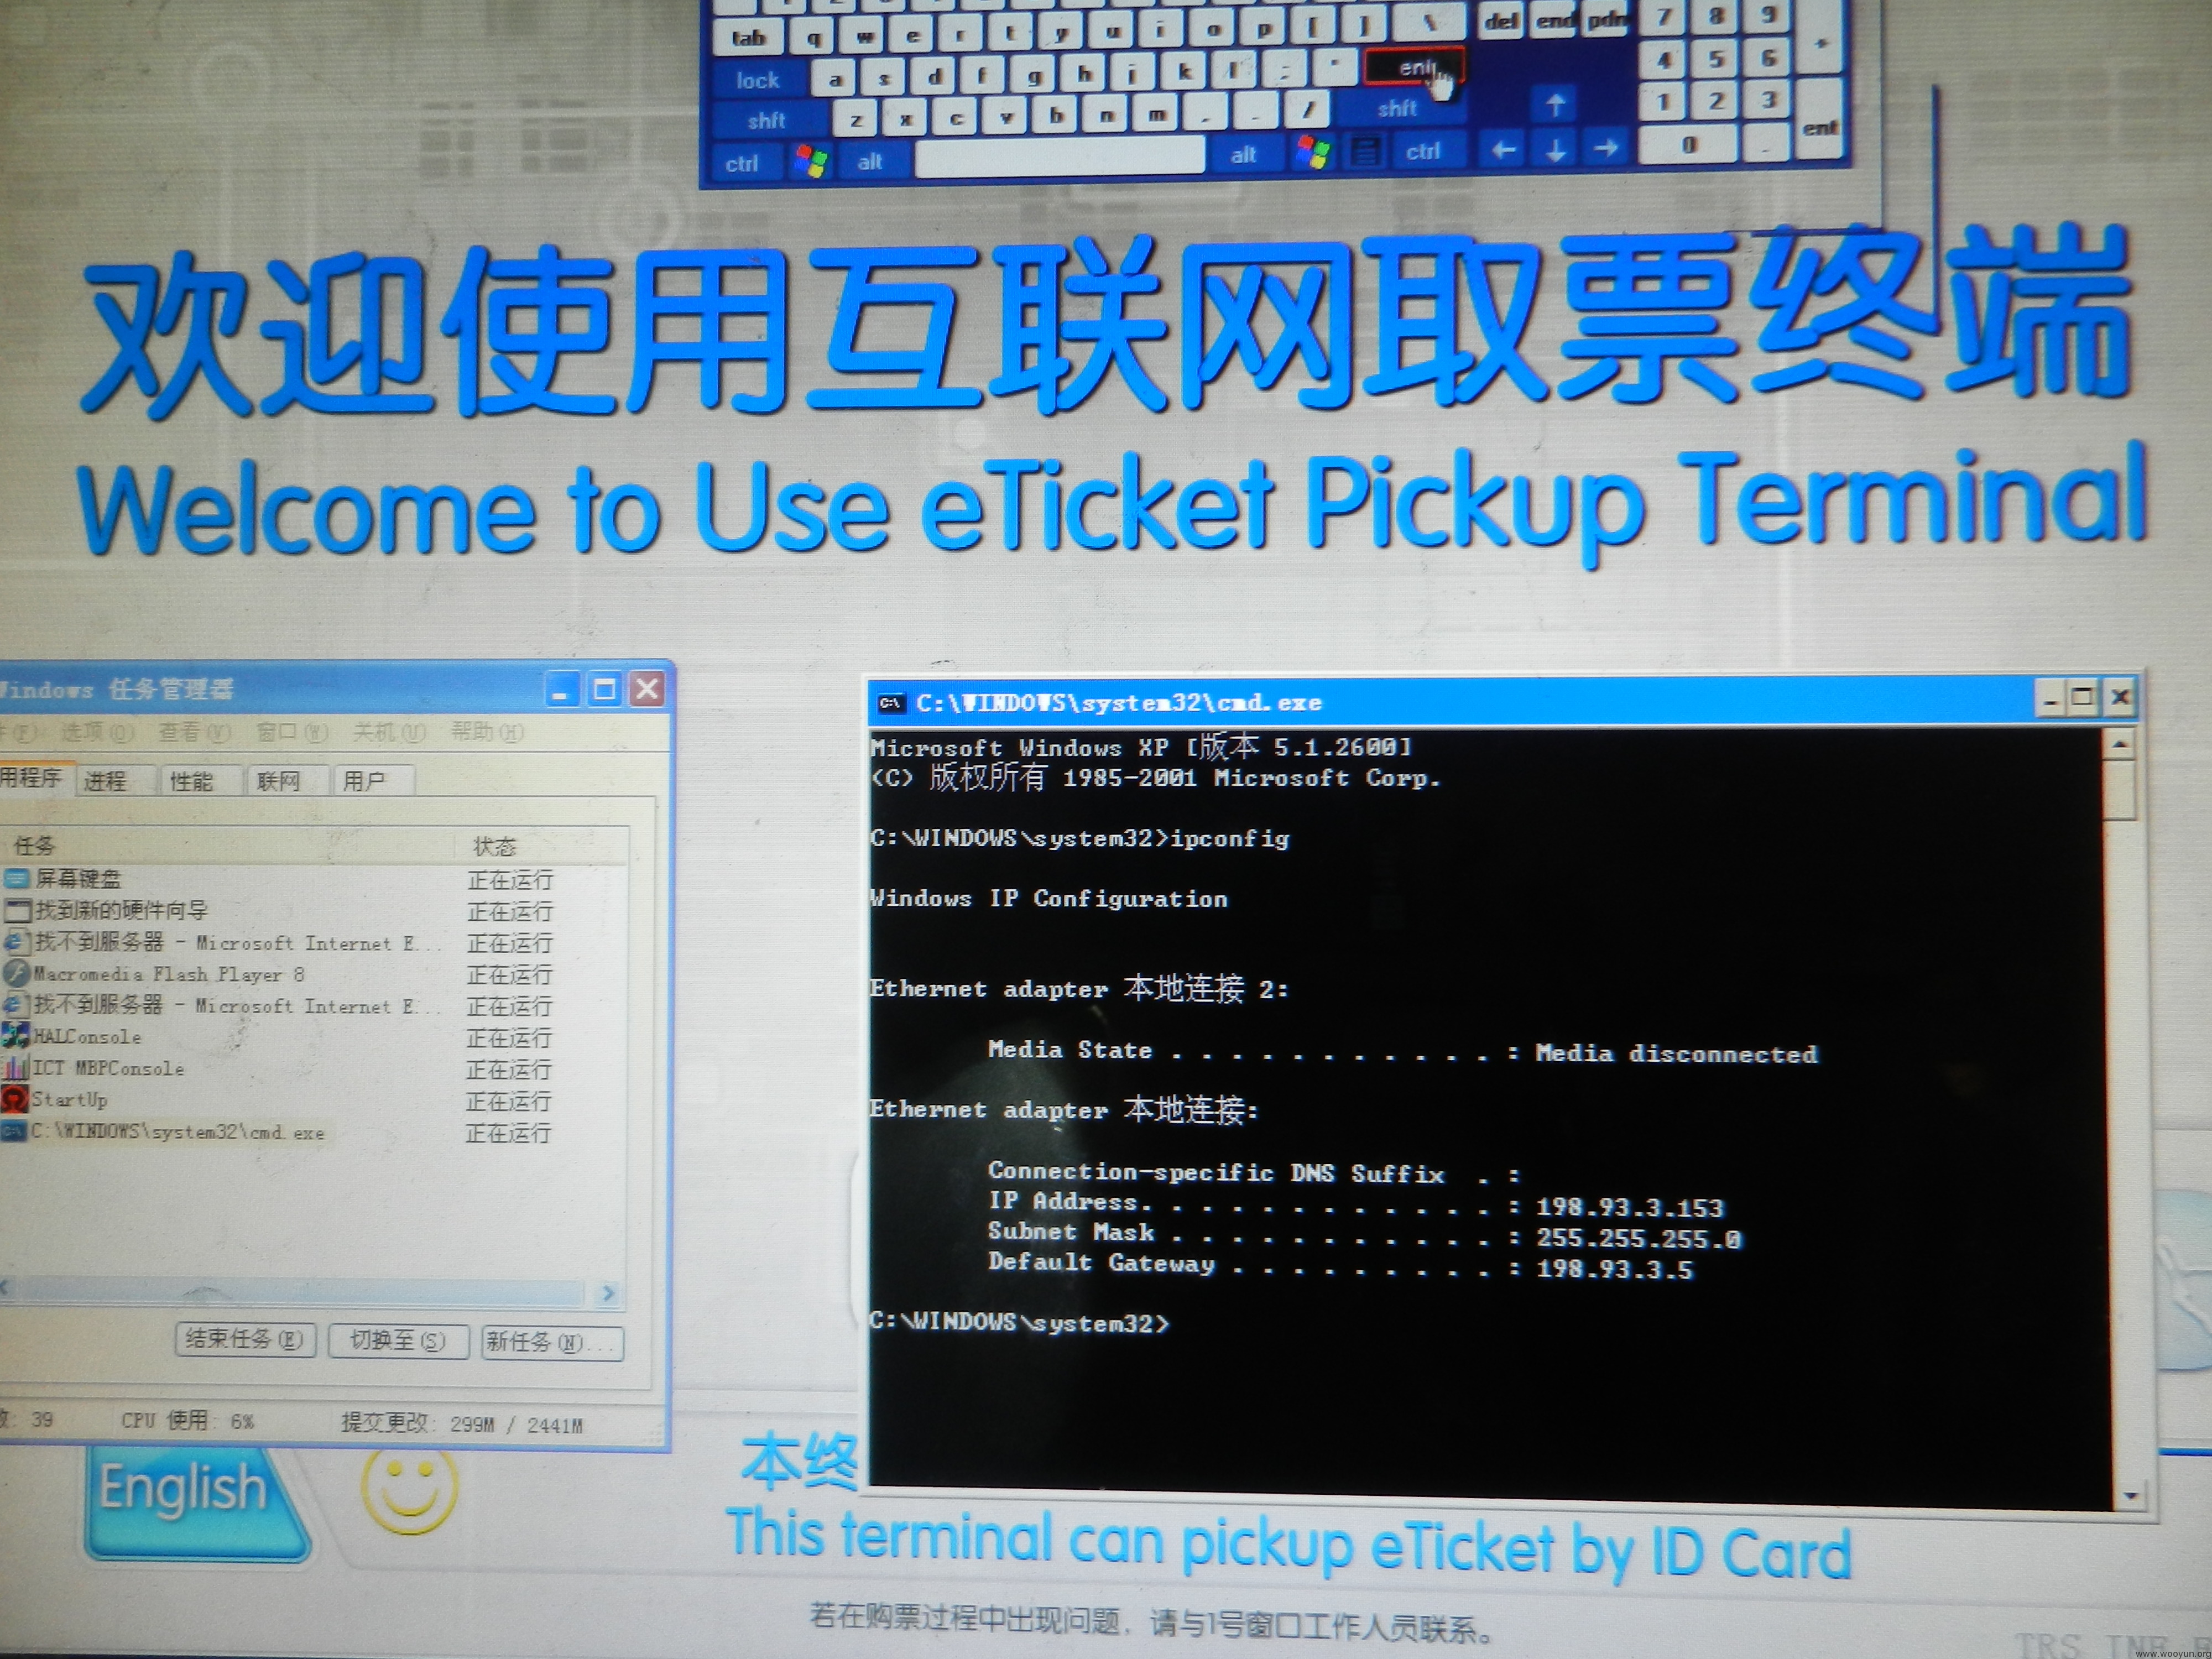 tab q w e r t y u i o p [ ] \ del end pdn 7 8 9 +
lock a s d f g h j k l ; ' ent 4 5 6
shft z x c v b n m , . / shft ↑ 1 2 3 ent
ctrl alt alt ctrl ← ↓ → 0 .
欢迎使用互联网取票终端
Welcome to Use eTicket Pickup Terminal
Windows 任务管理器
选项(O) 查看(V) 窗口(W) 关机(U) 帮助(H)
用程序 进程 性能 联网 用户
任务 状态
屏幕键盘 正在运行
找到新的硬件向导 正在运行
找不到服务器 - Microsoft Internet E... 正在运行
Macromedia Flash Player 8 正在运行
找不到服务器 - Microsoft Internet E... 正在运行
HALConsole 正在运行
ICT MBPConsole 正在运行
StartUp 正在运行
C:\WINDOWS\system32\cmd.exe 正在运行
结束任务(E) 切换至(S) 新任务(N)...
数: 39 CPU 使用: 6% 提交更改: 299M / 2441M
C:\WINDOWS\system32\cmd.exe
Microsoft Windows XP [版本 5.1.2600]
(C) 版权所有 1985-2001 Microsoft Corp.
C:\WINDOWS\system32>ipconfig
Windows IP Configuration
Ethernet adapter 本地连接 2:
Media State . . . . . . . . . . . : Media disconnected
Ethernet adapter 本地连接:
Connection-specific DNS Suffix . :
IP Address. . . . . . . . . . . . : 198.93.3.153
Subnet Mask . . . . . . . . . . . : 255.255.255.0
Default Gateway . . . . . . . . . : 198.93.3.5
C:\WINDOWS\system32>
English
本终
This terminal can pickup eTicket by ID Card
若在购票过程中出现问题，请与1号窗口工作人员联系。
TRS
www.wooyun.org